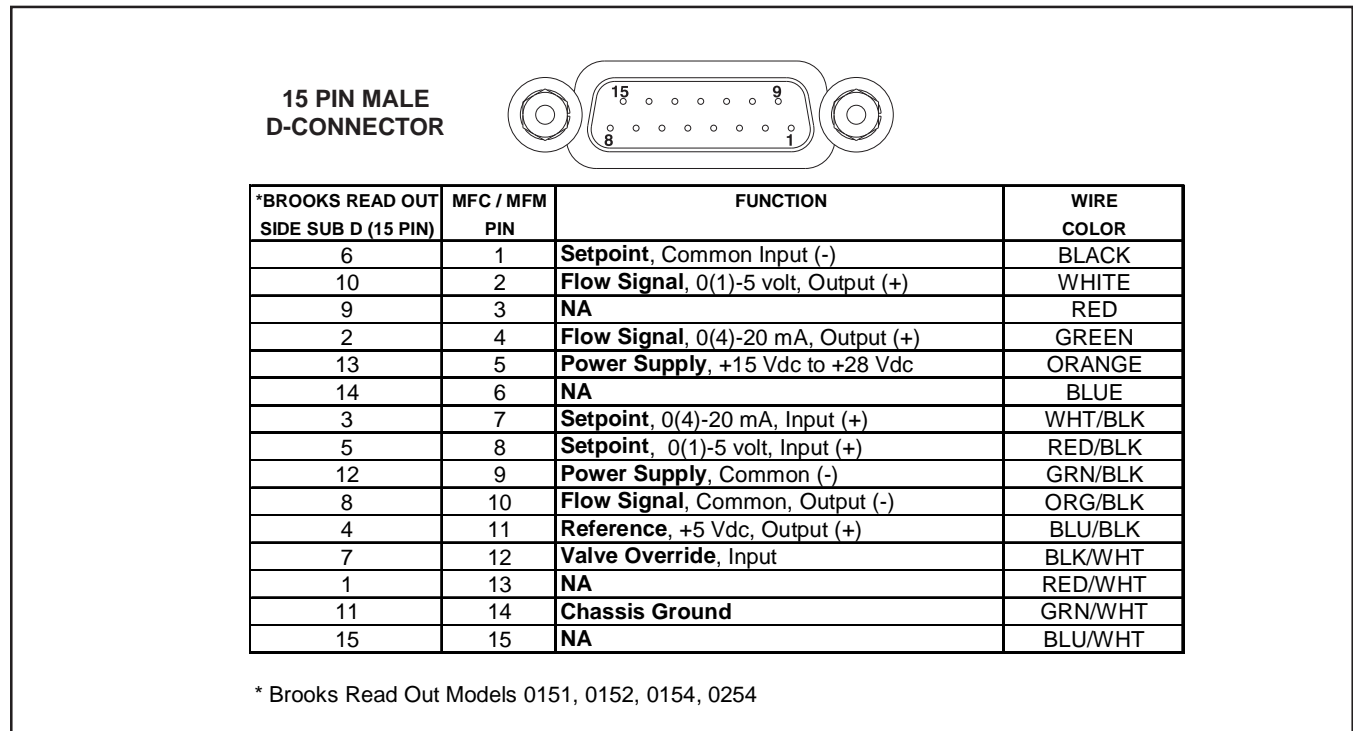 15 PIN MALE
D-CONNECTOR
15 9
8 1
*BROOKS READ OUT MFC / MFM FUNCTION WIRE
SIDE SUB D (15 PIN) PIN COLOR
6 1 Setpoint, Common Input (-) BLACK
10 2 Flow Signal, 0(1)-5 volt, Output (+) WHITE
9 3 NA RED
2 4 Flow Signal, 0(4)-20 mA, Output (+) GREEN
13 5 Power Supply, +15 Vdc to +28 Vdc ORANGE
14 6 NA BLUE
3 7 Setpoint, 0(4)-20 mA, Input (+) WHT/BLK
5 8 Setpoint, 0(1)-5 volt, Input (+) RED/BLK
12 9 Power Supply, Common (-) GRN/BLK
8 10 Flow Signal, Common, Output (-) ORG/BLK
4 11 Reference, +5 Vdc, Output (+) BLU/BLK
7 12 Valve Override, Input BLK/WHT
1 13 NA RED/WHT
11 14 Chassis Ground GRN/WHT
15 15 NA BLU/WHT
* Brooks Read Out Models 0151, 0152, 0154, 0254